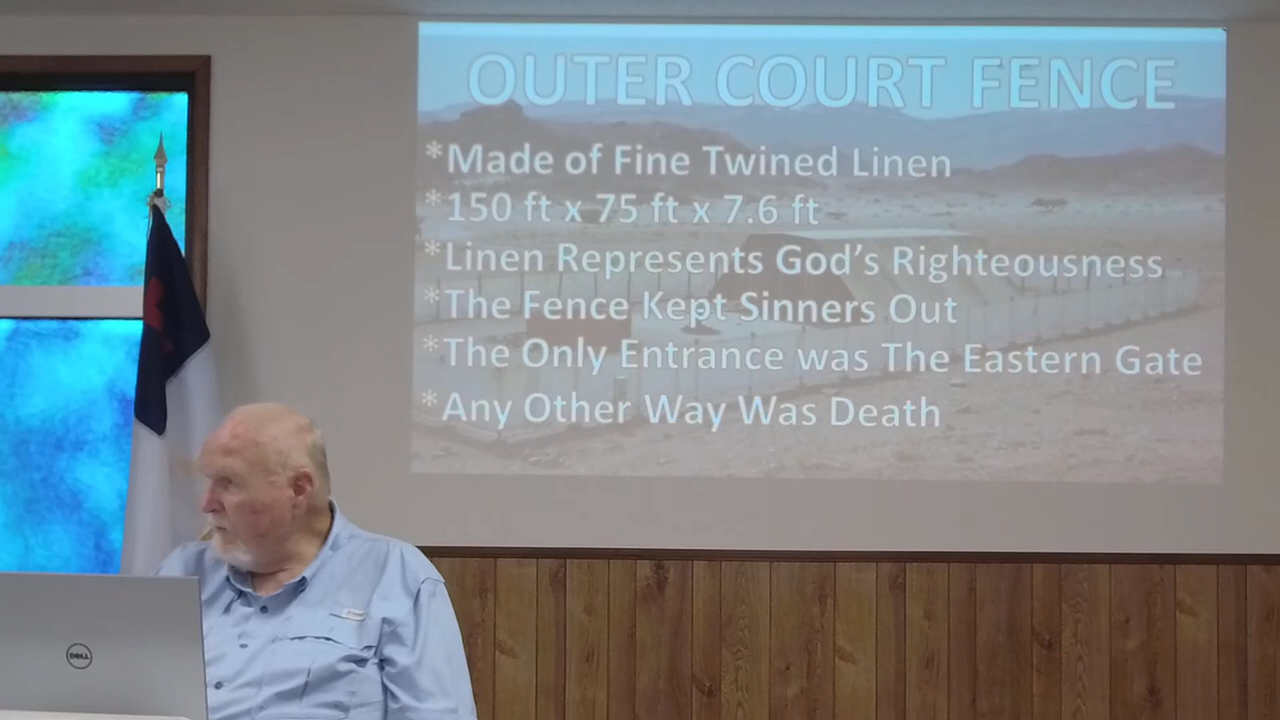 OUTER COURT FENCE
*Made of Fine Twined Linen
*150 ft x 75 ft x 7.6 ft
*Linen Represents God's Righteousness
*The Fence Kept Sinners Out
*The Only Entrance was The Eastern Gate
*Any Other Way Was Death
DELL